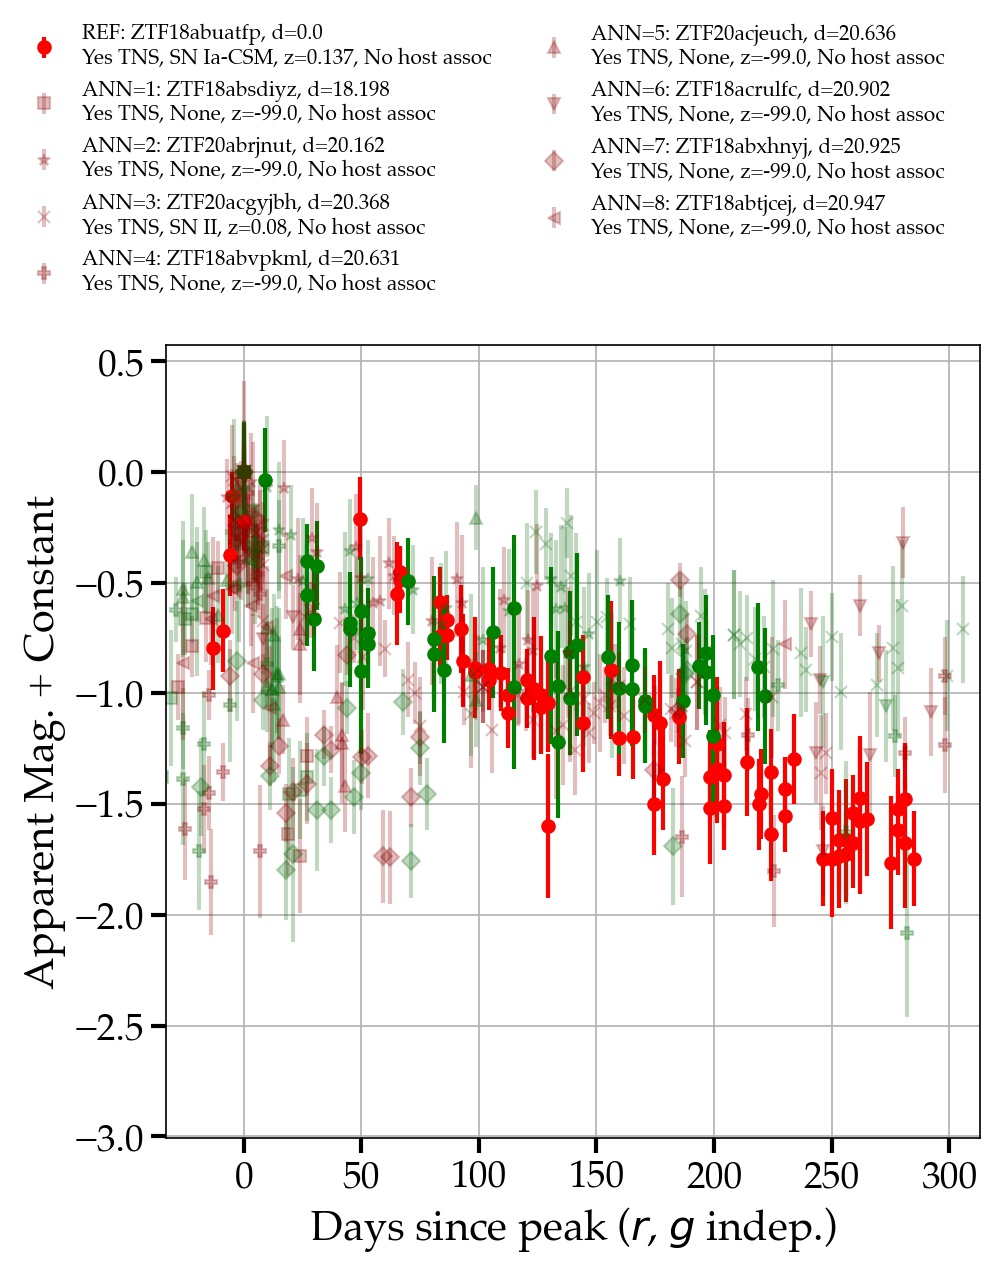 REF: ZTF18abuatfp, d=0.0
Yes TNS, SN Ia-CSM, z=0.137, No host assoc
ANN=1: ZTF18absdiyz, d=18.198
Yes TNS, None, z=-99.0, No host assoc
ANN=2: ZTF20abrjnut, d=20.162
Yes TNS, None, z=-99.0, No host assoc
ANN=3: ZTF20acgyjbh, d=20.368
Yes TNS, SN II, z=0.08, No host assoc
ANN=4: ZTF18abvpkml, d=20.631
Yes TNS, None, z=-99.0, No host assoc
ANN=5: ZTF20acjeuch, d=20.636
Yes TNS, None, z=-99.0, No host assoc
ANN=6: ZTF18acrulfc, d=20.902
Yes TNS, None, z=-99.0, No host assoc
ANN=7: ZTF18abxhnyj, d=20.925
Yes TNS, None, z=-99.0, No host assoc
ANN=8: ZTF18abtjcej, d=20.947
Yes TNS, None, z=-99.0, No host assoc
Apparent Mag. + Constant
0.5
0.0
−0.5
−1.0
−1.5
−2.0
−2.5
−3.0
0 50 100 150 200 250 300
Days since peak (r, g indep.)